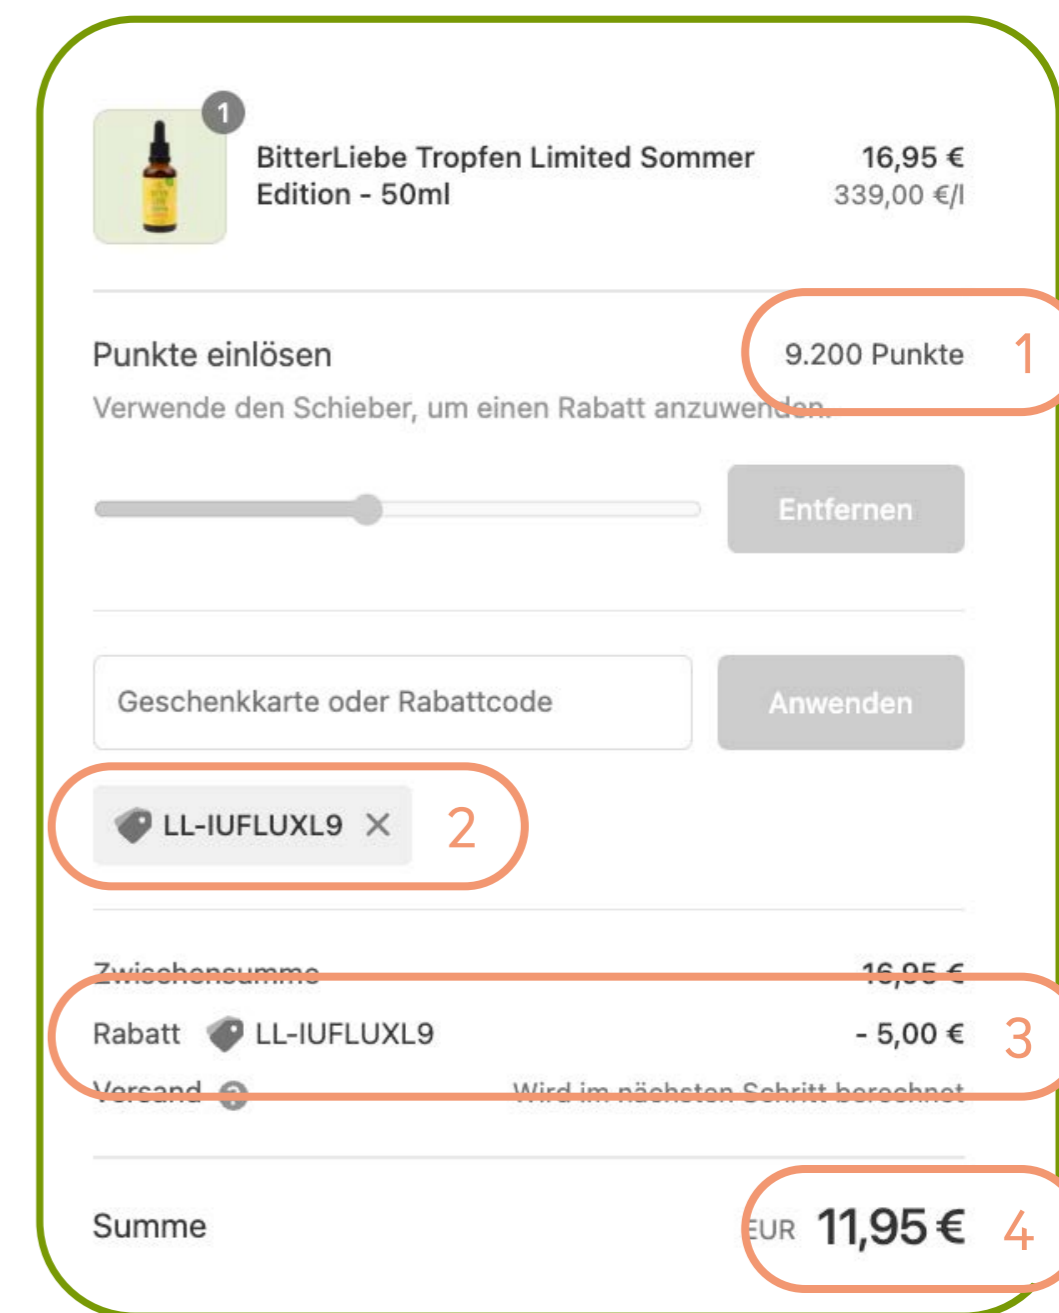 1
BitterLiebe Tropfen Limited Sommer
Edition - 50ml
16,95 €
339,00 €/l
Punkte einlösen
9.200 Punkte
1
Verwende den Schieber, um einen Rabatt anzuwenden.
Entfernen
Geschenkkarte oder Rabattcode
Anwenden
LL-IUFLUXL9
2
Zwischensumme
16,95 €
Rabatt LL-IUFLUXL9
- 5,00 €
3
Versand ?
Wird im nächsten Schritt berechnet
Summe
EUR 11,95 €
4